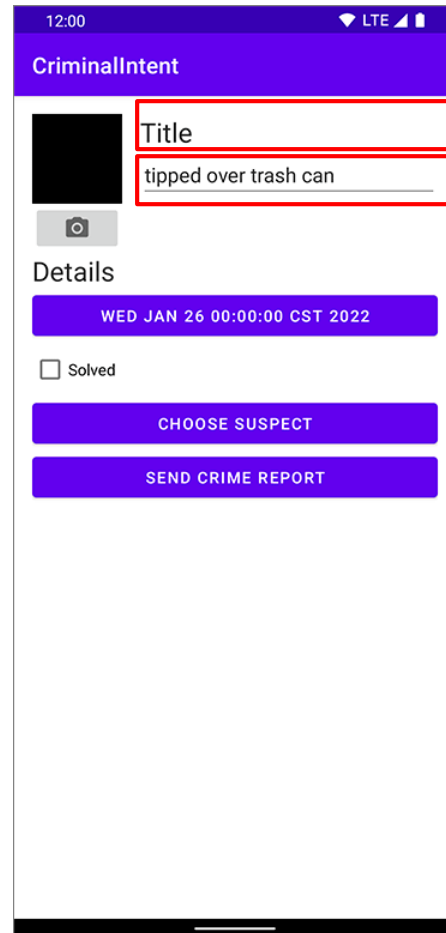 12:00 LTE
CriminalIntent
Title
tipped over trash can
Details
WED JAN 26 00:00:00 CST 2022
Solved
CHOOSE SUSPECT
SEND CRIME REPORT